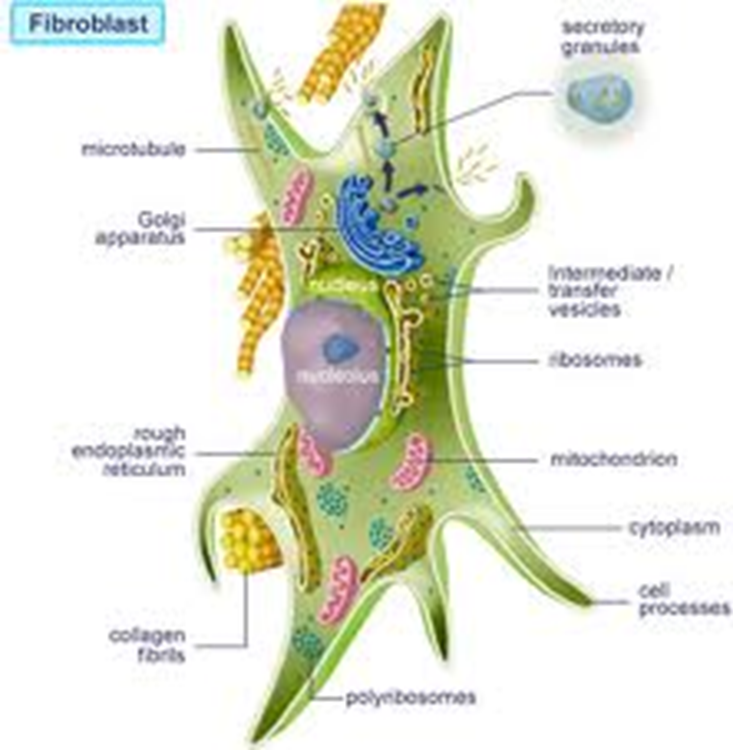 Fibroblast
secretory
granules
microtubule
Golgi
apparatus
nucleus
Intermediate /
transfer
vesicles
ribosomes
nucleolus
rough
endoplasmic
reticulum
mitochondrion
cytoplasm
cell
processes
collagen
fibrils
polyribosomes